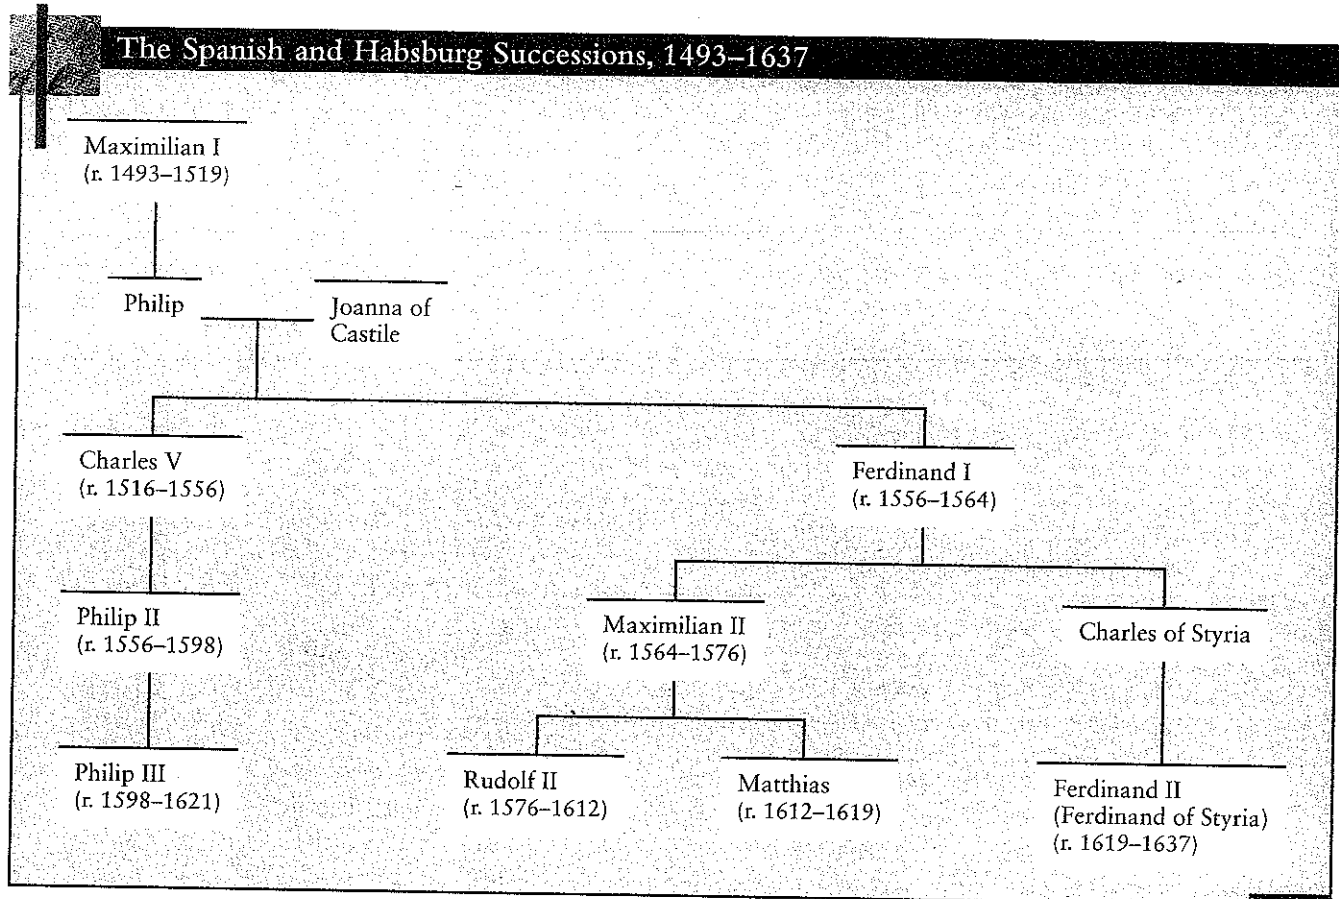 The Spanish and Habsburg Successions, 1493–1637
Maximilian I
(r. 1493–1519)
Philip
Joanna of
Castile
Charles V
(r. 1516–1556)
Ferdinand I
(r. 1556–1564)
Philip II
(r. 1556–1598)
Maximilian II
(r. 1564–1576)
Charles of Styria
Philip III
(r. 1598–1621)
Rudolf II
(r. 1576–1612)
Matthias
(r. 1612–1619)
Ferdinand II
(Ferdinand of Styria)
(r. 1619–1637)